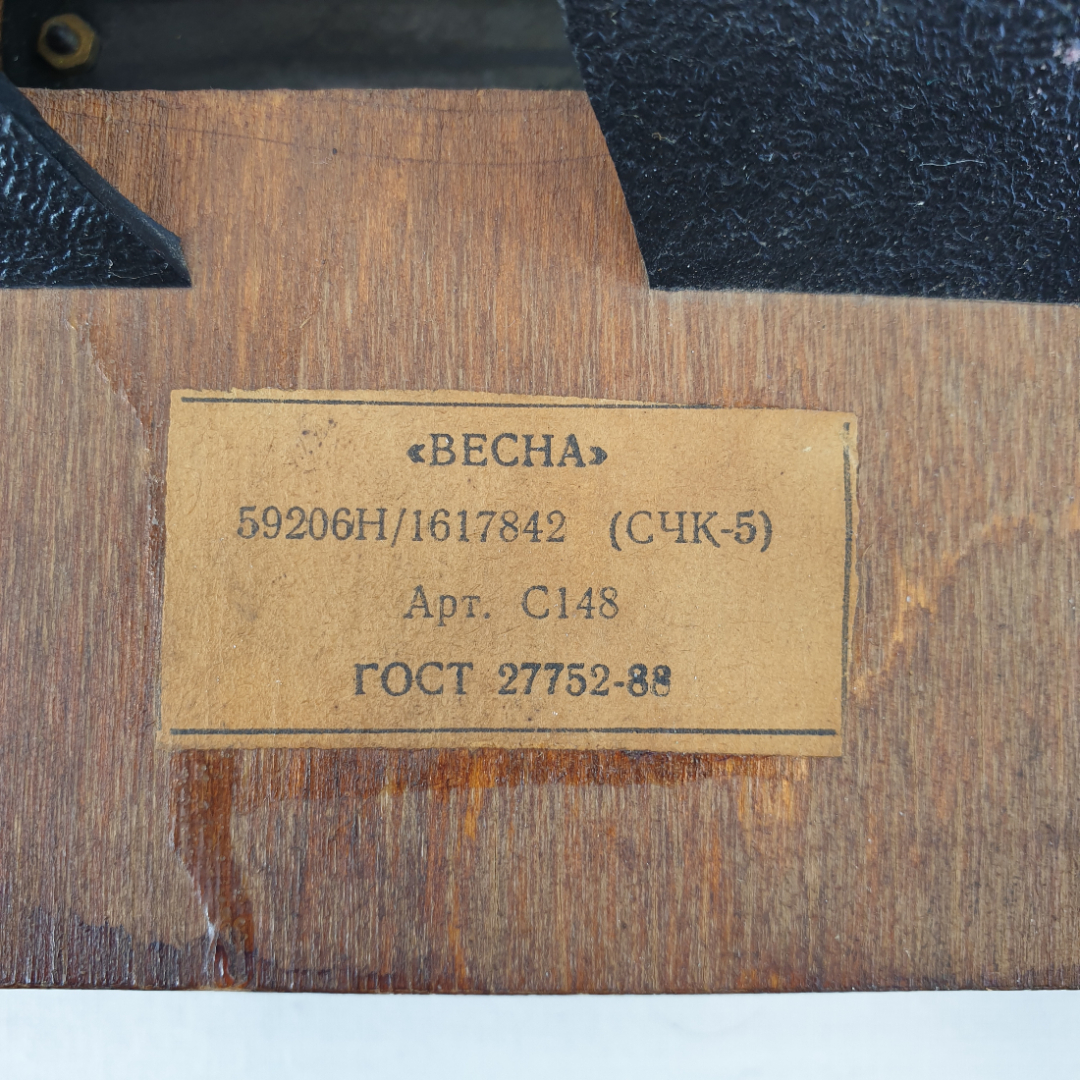 «ВЕСНА»
59206Н/1617842 (СЧК-5)
Арт. С148
ГОСТ 27752-88